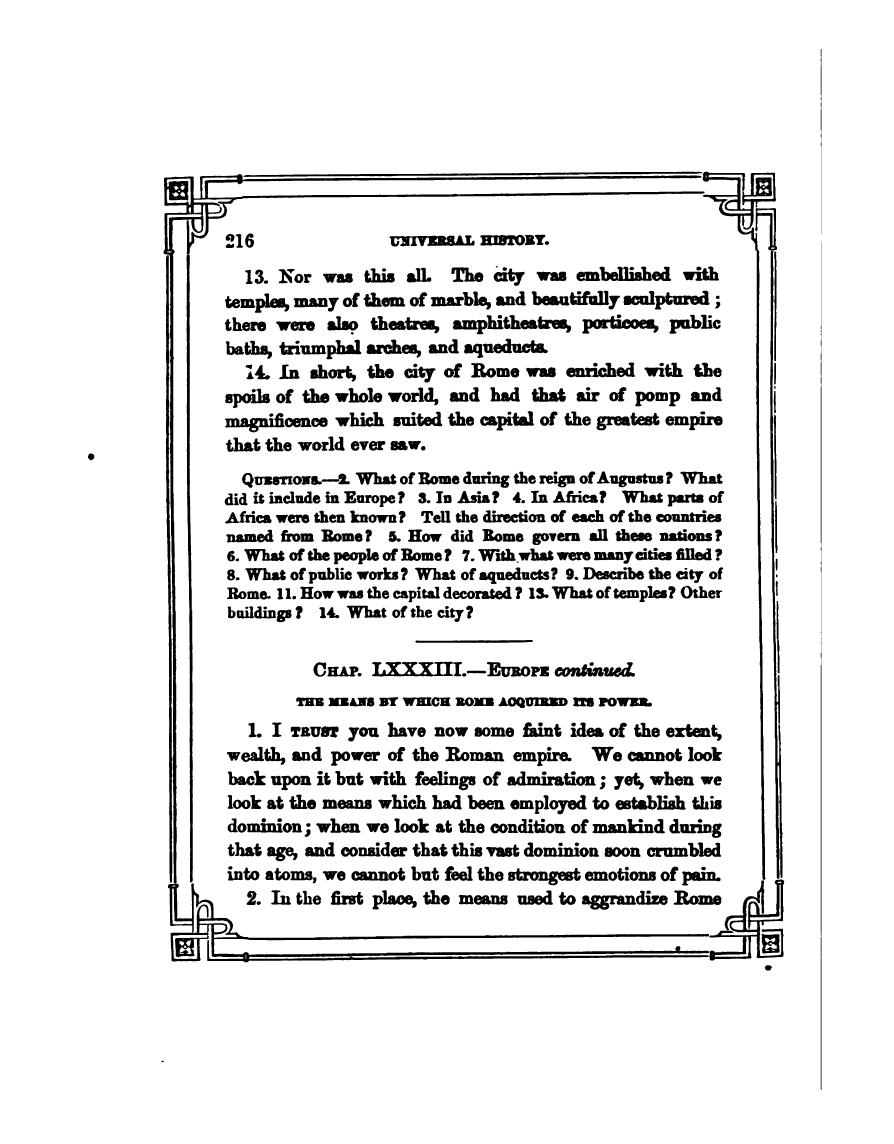 216 UNIVERSAL HISTORY.
13. Nor was this all. The city was embellished with
temples, many of them of marble, and beautifully sculptured ;
there were also theatres, amphitheatres, porticoes, public
baths, triumphal arches, and aqueducts.
14. In short, the city of Rome was enriched with the
spoils of the whole world, and had that air of pomp and
magnificence which suited the capital of the greatest empire
that the world ever saw.
QUESTIONS.—2. What of Rome during the reign of Augustus? What
did it include in Europe? 3. In Asia? 4. In Africa? What parts of
Africa were then known? Tell the direction of each of the countries
named from Rome? 5. How did Rome govern all these nations?
6. What of the people of Rome? 7. With what were many cities filled?
8. What of public works? What of aqueducts? 9. Describe the city of
Rome. 11. How was the capital decorated? 13. What of temples? Other
buildings? 14. What of the city?
CHAP. LXXXIII.—EUROPE continued.
THE MEANS BY WHICH ROME ACQUIRED ITS POWER.
1. I TRUST you have now some faint idea of the extent,
wealth, and power of the Roman empire. We cannot look
back upon it but with feelings of admiration ; yet, when we
look at the means which had been employed to establish this
dominion ; when we look at the condition of mankind during
that age, and consider that this vast dominion soon crumbled
into atoms, we cannot but feel the strongest emotions of pain.
2. In the first place, the means used to aggrandize Rome